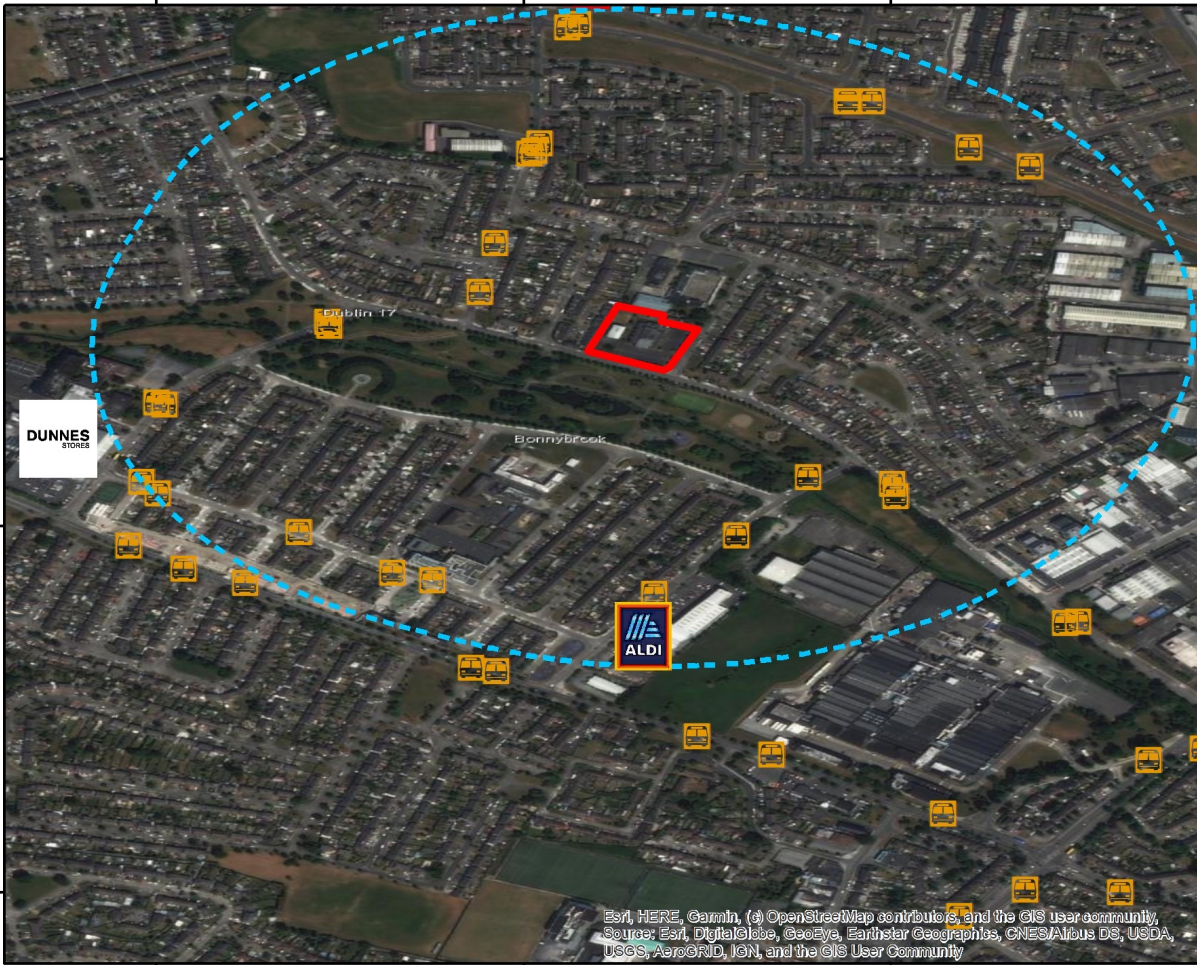 Dublin 17
DUNNES
STORES
Bonnybrook
ALDI
Esri, HERE, Garmin, (c) OpenStreetMap contributors, and the GIS user community,
Source: Esri, DigitalGlobe, GeoEye, Earthstar Geographics, CNES/Airbus DS, USDA,
USGS, AeroGRID, IGN, and the GIS User Community